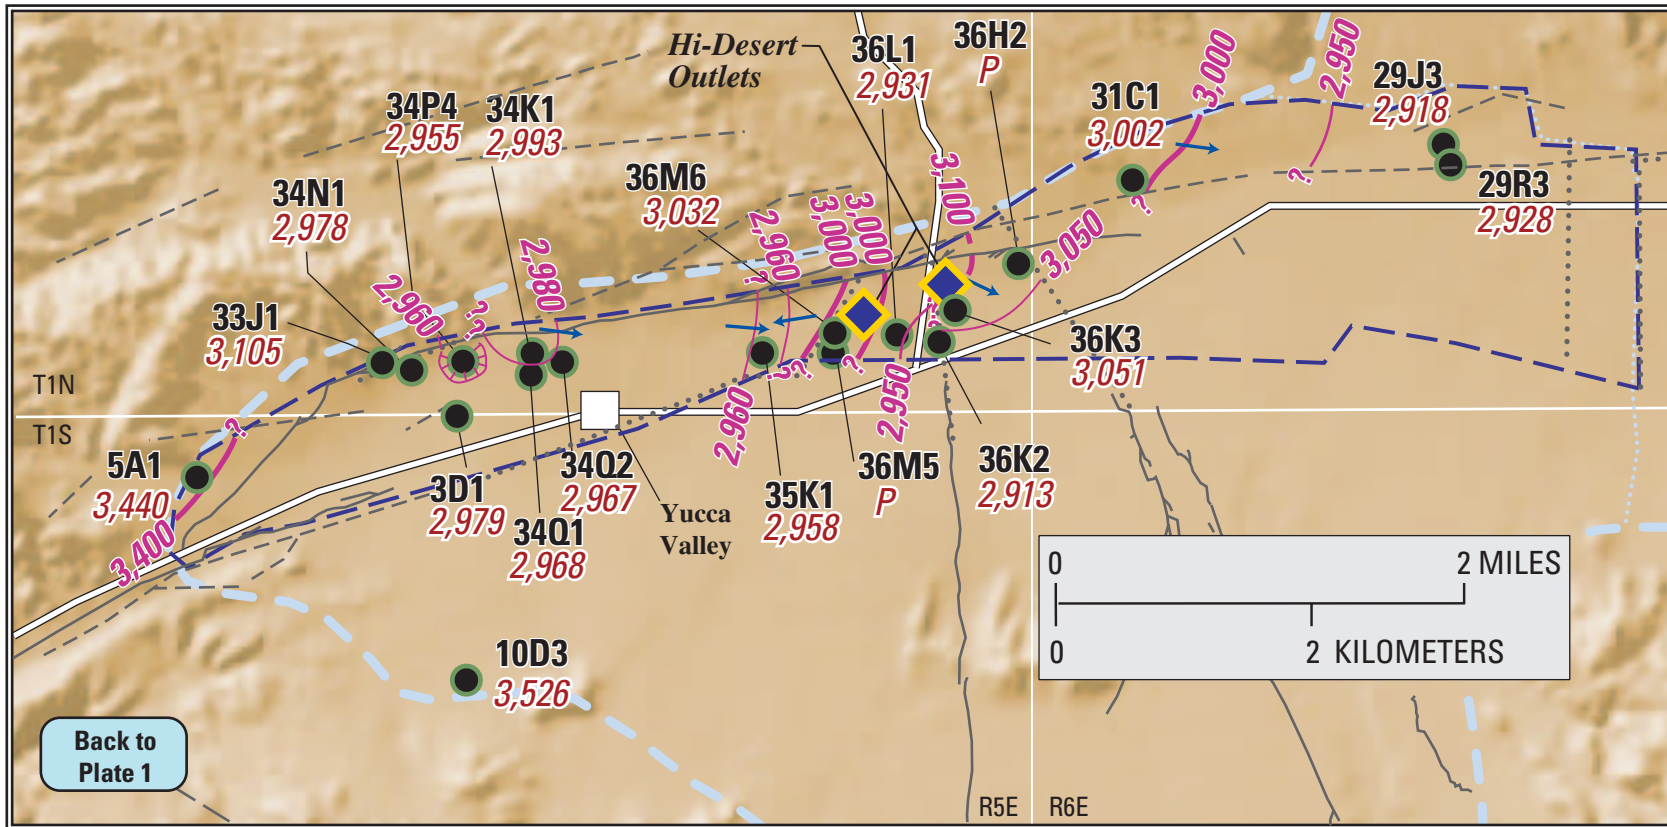 Hi-Desert
Outlets
36L1
2,931
36H2
P
3,000
2,950
29J3
2,918
31C1
3,002
34P4
2,955
34K1
2,993
36M6
3,032
34N1
2,978
3,100
29R3
2,928
2,960
3,000
3,000
3,050
2,980
2,960
?
?
?
?
?
33J1
3,105
36K3
3,051
T1N
T1S
?
?
?
?
?
2,960
2,950
5A1
3,440
3,400
3D1
2,979
34Q1
2,968
34Q2
2,967
Yucca
Valley
35K1
2,958
36M5
P
36K2
2,913
0
2 MILES
0
2 KILOMETERS
10D3
3,526
Back to
Plate 1
R5E
R6E